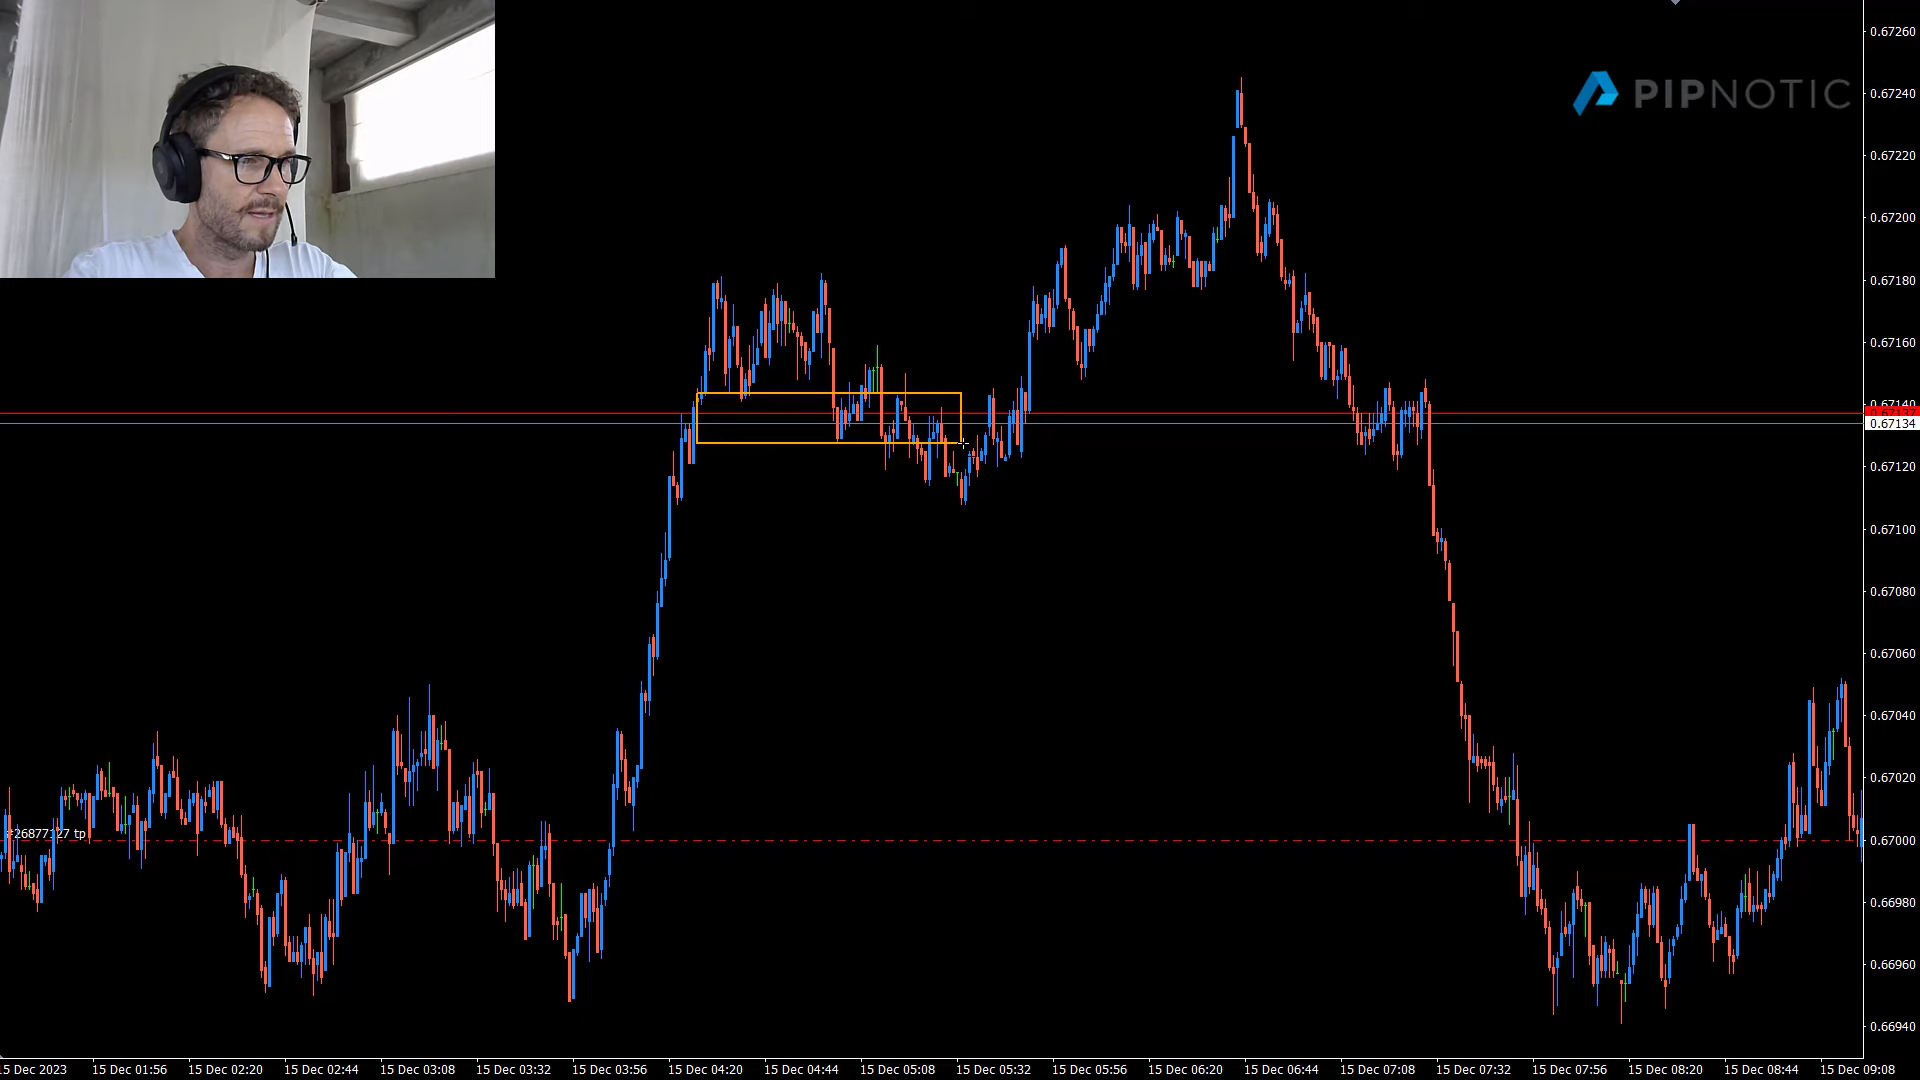 PIPNOTIC
0.67260
0.67240
0.67220
0.67200
0.67180
0.67160
0.67140
0.67137
0.67134
0.67120
0.67100
0.67080
0.67060
0.67040
0.67020
#26877127 tp
0.67000
0.66980
0.66960
0.66940
15 Dec 2023
15 Dec 01:56
15 Dec 02:20
15 Dec 02:44
15 Dec 03:08
15 Dec 03:32
15 Dec 03:56
15 Dec 04:20
15 Dec 04:44
15 Dec 05:08
15 Dec 05:32
15 Dec 05:56
15 Dec 06:20
15 Dec 06:44
15 Dec 07:08
15 Dec 07:32
15 Dec 07:56
15 Dec 08:20
15 Dec 08:44
15 Dec 09:08